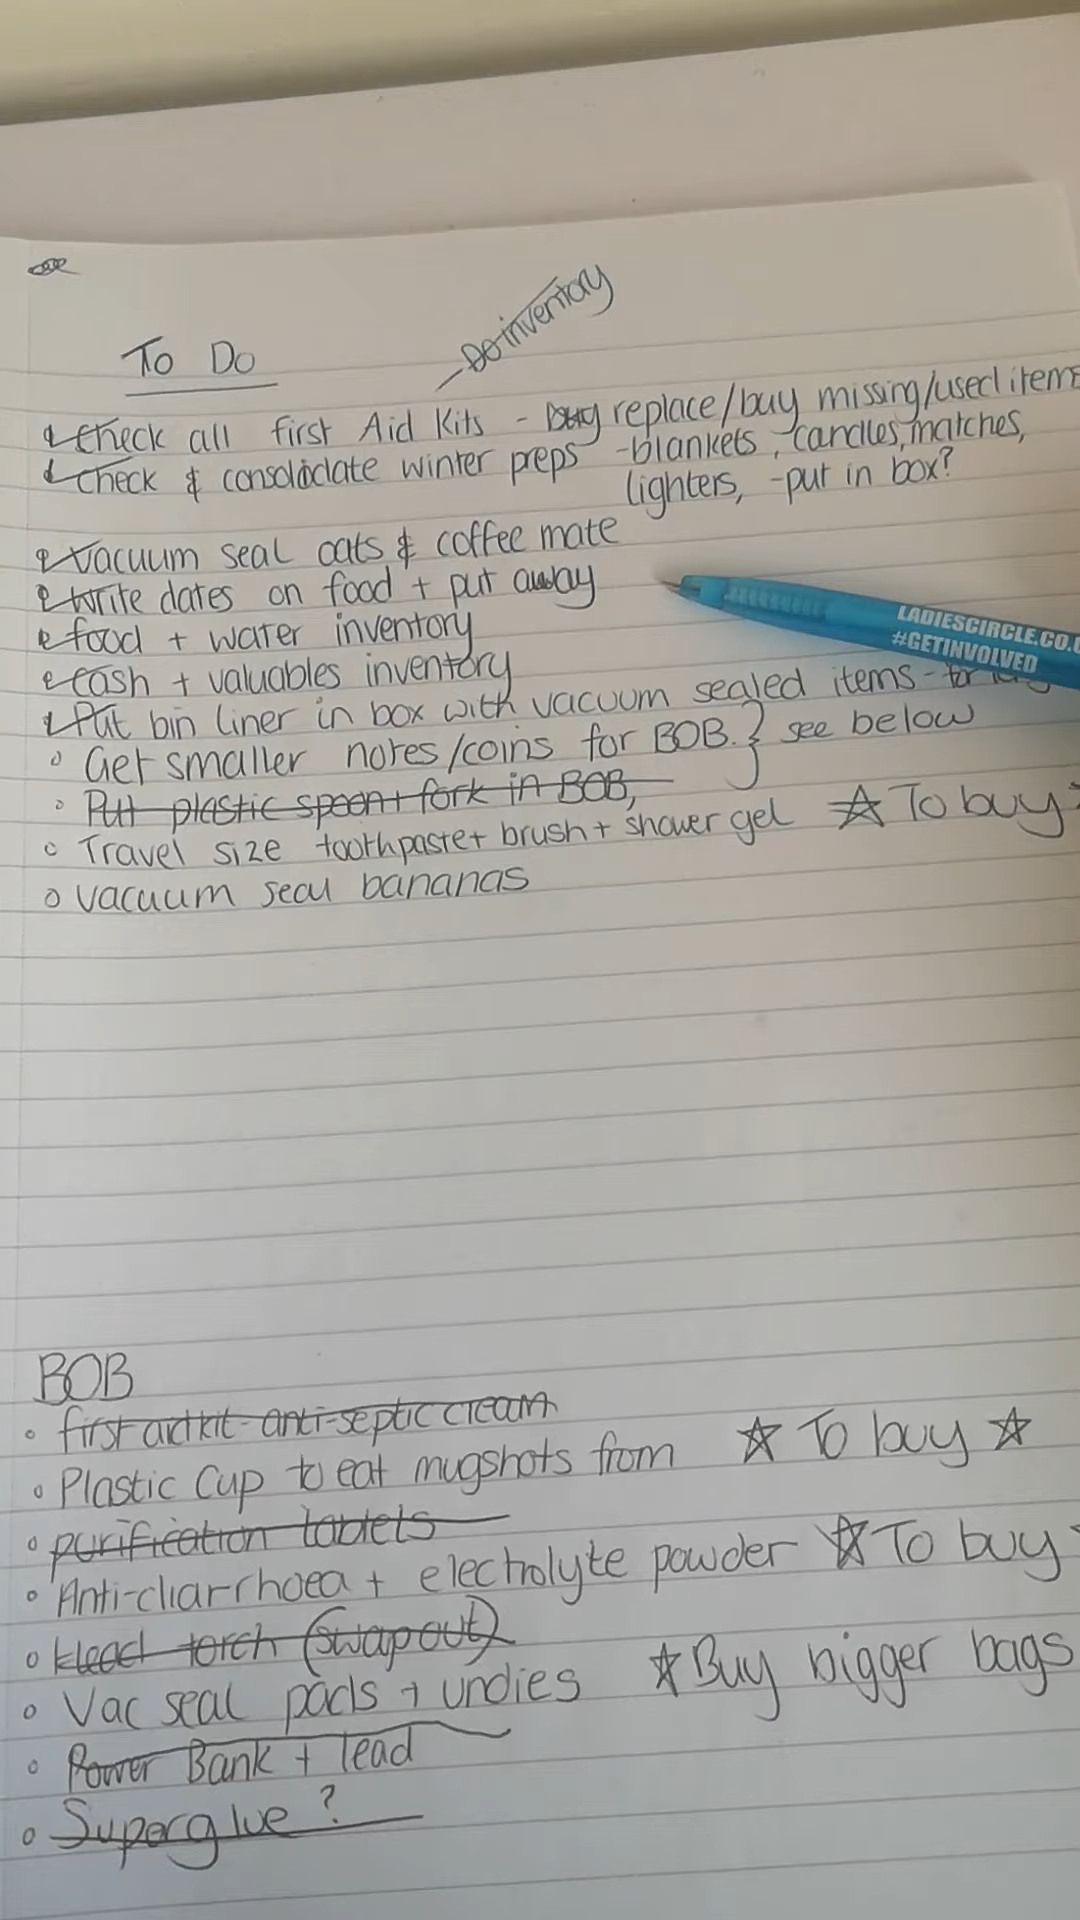 Do inventory
To Do
Check all first Aid Kits - buy replace/buy missing/used items
Check & consolidate winter preps - blankets, candles, matches,
lighters, - put in box?
Vacuum seal oats & coffee mate
Write dates on food + put away
food + water inventory
Cash + valuables inventory
Put bin liner in box with vacuum sealed items - for
Get smaller notes/coins for BOB. } see below
Put plastic spoon + fork in BOB,
Travel size toothpaste + brush + shower gel ☆ To buy
Vacuum seal bananas
LADIESCIRCLE.CO.
#GETINVOLVED
BOB
first aid kit - anti-septic cream
Plastic Cup to eat mugshots from ☆ To buy ☆
purification tablets
Anti-diarrhoea + electrolyte powder ☆ To buy
head torch (swap out)
Vac seal pads + undies ☆ Buy bigger bags
Power Bank + lead
Superglue?